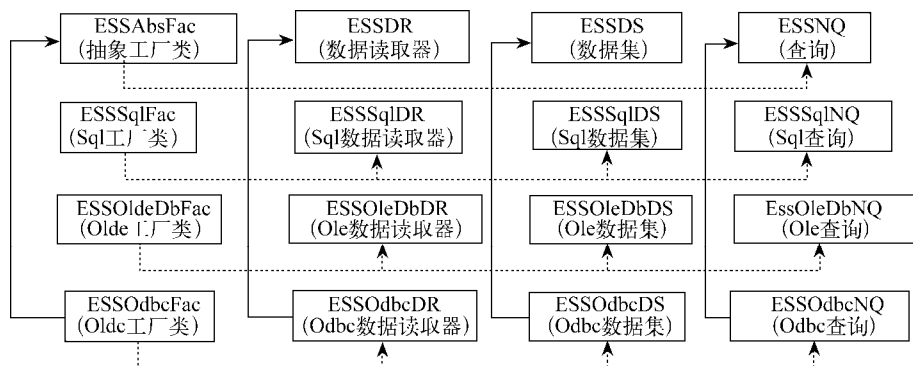 ESSAbsFac
(抽象工厂类)
ESSDR
(数据读取器)
ESSDS
(数据集)
ESSNQ
(查询)
ESSSqlFac
(Sql工厂类)
ESSSqlDR
(Sql数据读取器)
ESSSqlDS
(Sql数据集)
ESSSqlNQ
(Sql查询)
ESSOldeDbFac
(Olde工厂类)
ESSOleDbDR
(Ole数据读取器)
ESSOleDbDS
(Ole数据集)
EssOleDbNQ
(Ole查询)
ESSOdbcFac
(Oldc工厂类)
ESSOdbcDR
(Odbc数据读取器)
ESSOdbcDS
(Odbc数据集)
ESSOdbcNQ
(Odbc查询)